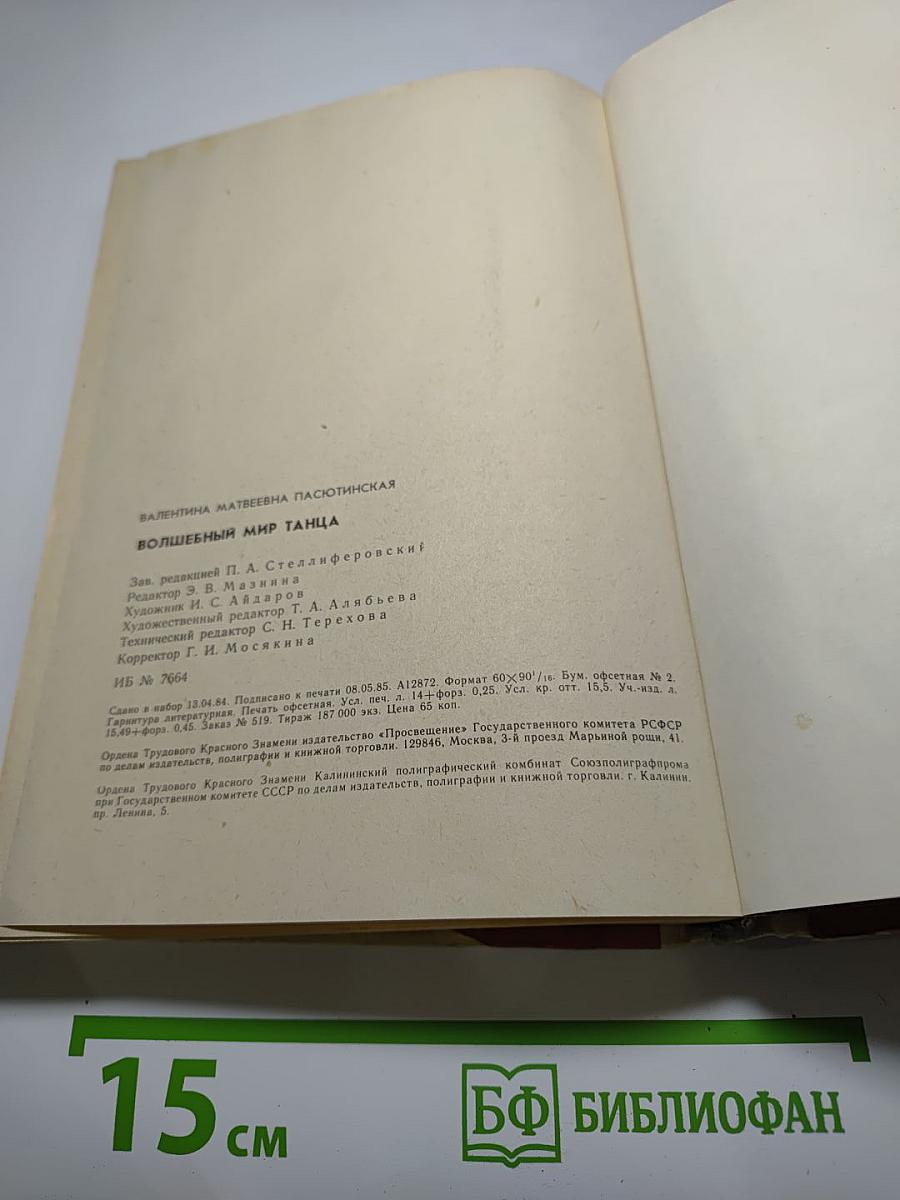 ВАЛЕНТИНА МАТВЕЕВНА ПАСЮТИНСКАЯ
ВОЛШЕБНЫЙ МИР ТАНЦА
Зав. редакцией П. А. Стеллиферовский
Редактор Э. В. Мазнина
Художник И. С. Айдаров
Художественный редактор Т. А. Алябьева
Технический редактор С. Н. Терехова
Корректор Г. И. Мосякина
ИБ № 7664
Сдано в набор 13.04.84. Подписано к печати 08.05.85. А12872. Формат 60×90¹/₁₆. Бум. офсетная № 2.
Гарнитура литературная. Печать офсетная. Усл. печ. л. 14+форз. 0,25. Усл. кр. отт. 15,5. Уч.-изд. л.
15,49+форз. 0,45. Заказ № 519. Тираж 187 000 экз. Цена 65 коп.
Ордена Трудового Красного Знамени издательство «Просвещение» Государственного комитета РСФСР
по делам издательств, полиграфии и книжной торговли. 129846, Москва, 3-й проезд Марьиной рощи, 41.
Ордена Трудового Красного Знамени Калининский полиграфический комбинат Союзполиграфпрома
при Государственном комитете СССР по делам издательств, полиграфии и книжной торговли. г. Калинин,
пр. Ленина, 5.
15 см
БФ БИБЛИОФАН